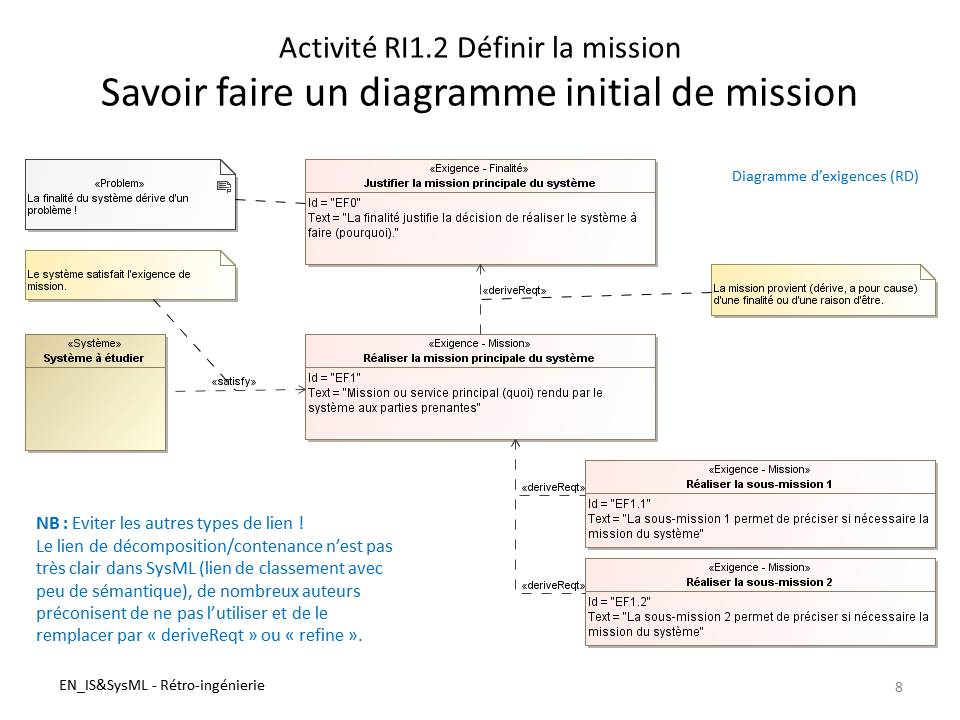 Activité RI1.2 Définir la mission
Savoir faire un diagramme initial de mission
«Problem»
La finalité du système dérive d'un
problème !
«Exigence - Finalité»
Justifier la mission principale du système
Id = "EF0"
Text = "La finalité justifie la décision de réaliser le système à
faire (pourquoi)."
Diagramme d'exigences (RD)
Le système satisfait l'exigence de
mission.
«deriveReqt»
La mission provient (dérive, a pour cause)
d'une finalité ou d'une raison d'être.
«Système»
Système à étudier
«satisfy»
«Exigence - Mission»
Réaliser la mission principale du système
Id = "EF1"
Text = "Mission ou service principal (quoi) rendu par le
système aux parties prenantes"
«deriveReqt»
«Exigence - Mission»
Réaliser la sous-mission 1
Id = "EF1.1"
Text = "La sous-mission 1 permet de préciser si nécessaire la
mission du système"
«deriveReqt»
«Exigence - Mission»
Réaliser la sous-mission 2
Id = "EF1.2"
Text = "La sous-mission 2 permet de préciser si nécessaire la
mission du système"
NB : Eviter les autres types de lien !
Le lien de décomposition/contenance n'est pas
très clair dans SysML (lien de classement avec
peu de sémantique), de nombreux auteurs
préconisent de ne pas l'utiliser et de le
remplacer par « deriveReqt » ou « refine ».
EN_IS&SysML - Rétro-ingénierie
8